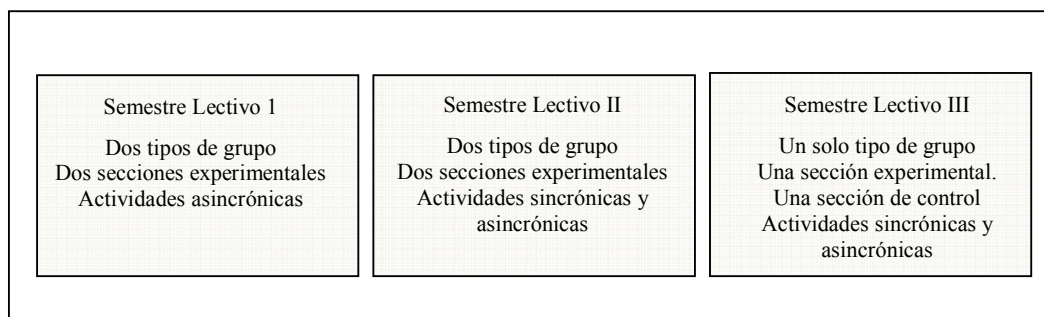 Semestre Lectivo 1
Dos tipos de grupo
Dos secciones experimentales
Actividades asincrónicas
Semestre Lectivo II
Dos tipos de grupo
Dos secciones experimentales
Actividades sincrónicas y
asincrónicas
Semestre Lectivo III
Un solo tipo de grupo
Una sección experimental.
Una sección de control
Actividades sincrónicas y
asincrónicas